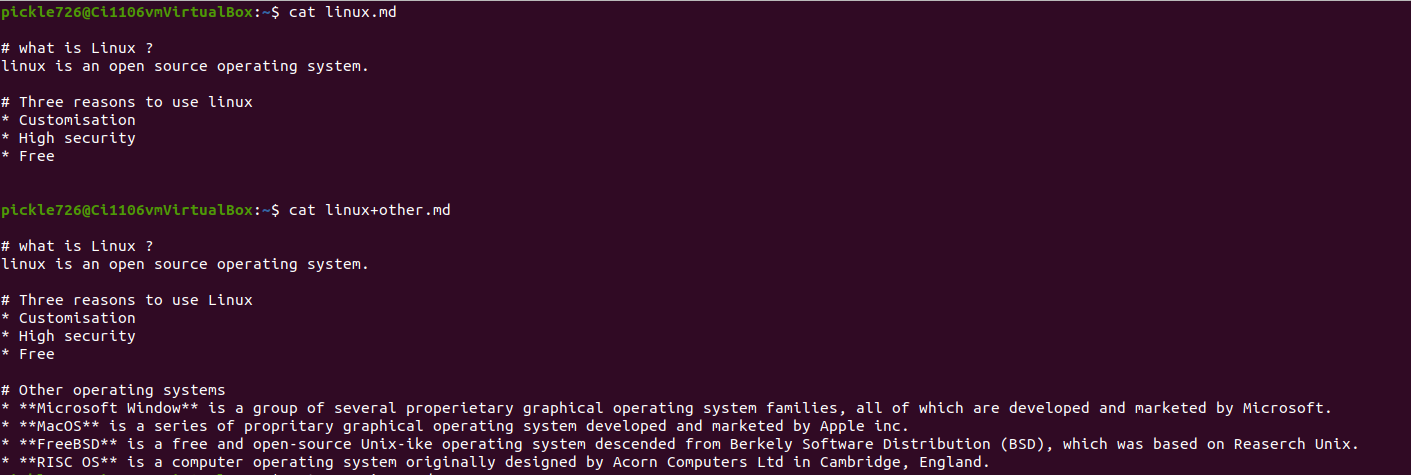 pickle726@Ci1106vmVirtualBox:~$ cat linux.md
# what is Linux ?
linux is an open source operating system.
# Three reasons to use linux
* Customisation
* High security
* Free
pickle726@Ci1106vmVirtualBox:~$ cat linux+other.md
# what is Linux ?
linux is an open source operating system.
# Three reasons to use Linux
* Customisation
* High security
* Free
# Other operating systems
* **Microsoft Window** is a group of several properietary graphical operating system families, all of which are developed and marketed by Microsoft.
* **MacOS** is a series of propritary graphical operating system developed and marketed by Apple inc.
* **FreeBSD** is a free and open-source Unix-ike operating system descended from Berkely Software Distribution (BSD), which was based on Reaserch Unix.
* **RISC OS** is a computer operating system originally designed by Acorn Computers Ltd in Cambridge, England.